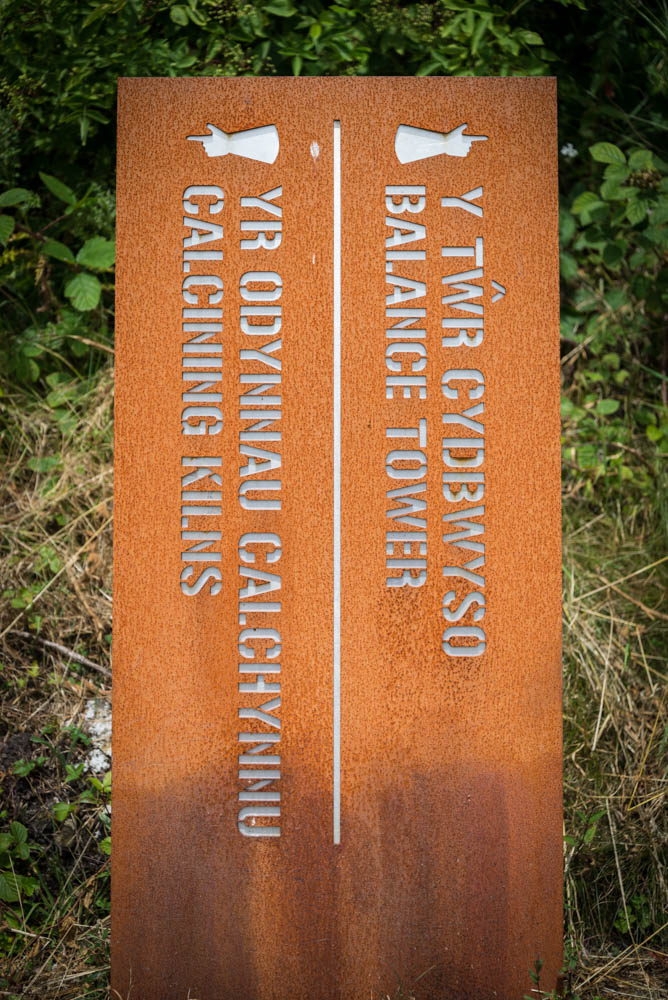 Y TŴR CYDBWYSO
BALANCE TOWER
YR ODYNNAU CALCHYNNU
CALCINING KILNS